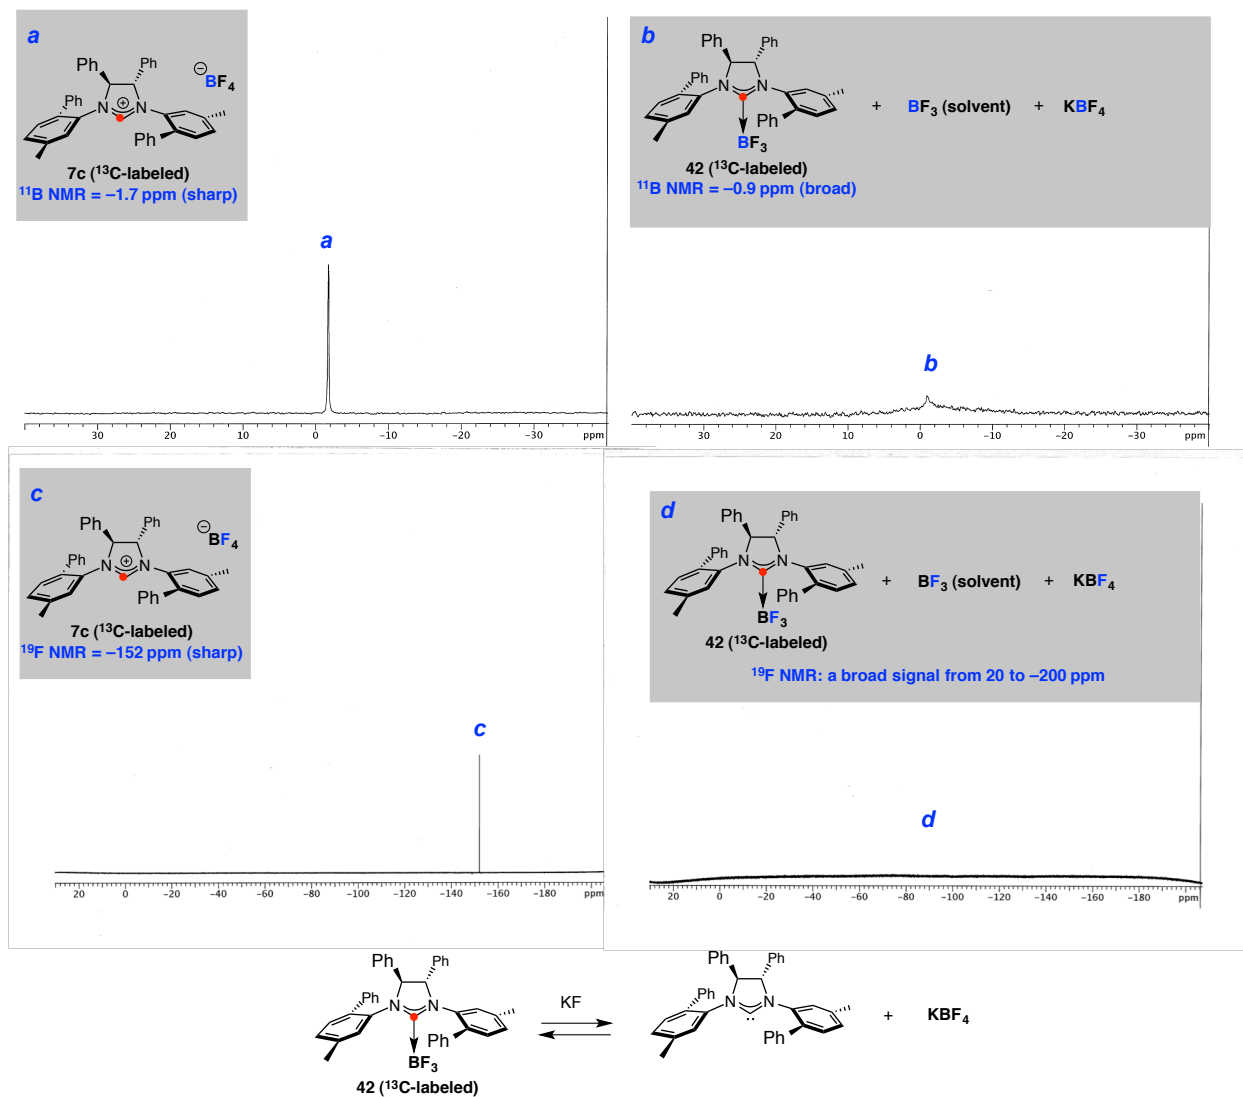 a
Ph
Ph
Ph
N
+
N
−
BF4
Ph
7c (13C-labeled)
11B NMR = −1.7 ppm (sharp)
a
30 20 10 0 −10 −20 −30 ppm
b
Ph
Ph
Ph
N
N
Ph
BF3
+ BF3 (solvent) + KBF4
42 (13C-labeled)
11B NMR = −0.9 ppm (broad)
b
30 20 10 0 −10 −20 −30 ppm
c
Ph
Ph
Ph
N
+
N
−
BF4
Ph
7c (13C-labeled)
19F NMR = −152 ppm (sharp)
c
20 0 −20 −40 −60 −80 −100 −120 −140 −160 −180 ppm
d
Ph
Ph
Ph
N
N
Ph
BF3
+ BF3 (solvent) + KBF4
42 (13C-labeled)
19F NMR: a broad signal from 20 to −200 ppm
d
20 0 −20 −40 −60 −80 −100 −120 −140 −160 −180 ppm
Ph
Ph
Ph
N
N
Ph
BF3
42 (13C-labeled)
KF
Ph
Ph
Ph
N
N
Ph
+ KBF4